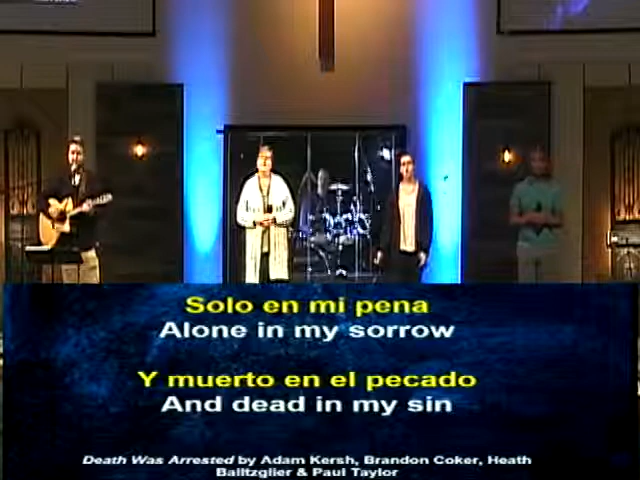 Solo en mi pena
Alone in my sorrow
Y muerto en el pecado
And dead in my sin
Death Was Arrested by Adam Kersh, Brandon Coker, Heath
Balltzglier & Paul Taylor